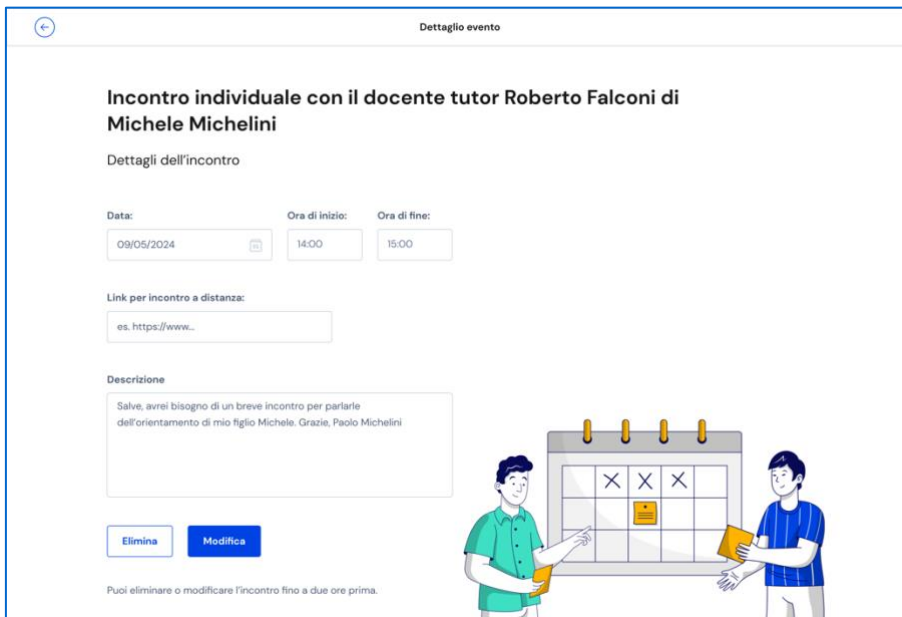 Dettaglio evento
Incontro individuale con il docente tutor Roberto Falconi di
Michele Michelini
Dettagli dell'incontro
Data:
Ora di inizio:
Ora di fine:
09/05/2024
14:00
15:00
Link per incontro a distanza:
es. https://www...
Descrizione
Salve, avrei bisogno di un breve incontro per parlarle
dell'orientamento di mio figlio Michele. Grazie, Paolo Michelini
Elimina
Modifica
Puoi eliminare o modificare l'incontro fino a due ore prima.